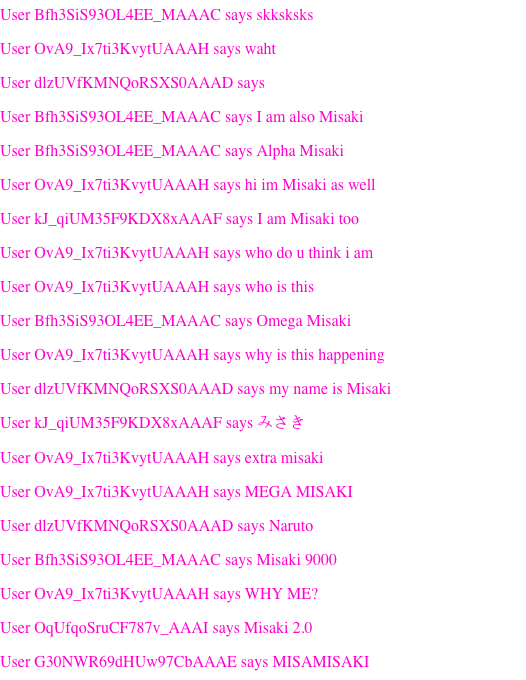 User Bfh3SiS93OL4EE_MAAAC says skksksks
User OvA9_Ix7ti3KvytUAAAH says waht
User dlzUVfKMNQoRSXS0AAAD says
User Bfh3SiS93OL4EE_MAAAC says I am also Misaki
User Bfh3SiS93OL4EE_MAAAC says Alpha Misaki
User OvA9_Ix7ti3KvytUAAAH says hi im Misaki as well
User kJ_qiUM35F9KDX8xAAAF says I am Misaki too
User OvA9_Ix7ti3KvytUAAAH says who do u think i am
User OvA9_Ix7ti3KvytUAAAH says who is this
User Bfh3SiS93OL4EE_MAAAC says Omega Misaki
User OvA9_Ix7ti3KvytUAAAH says why is this happening
User dlzUVfKMNQoRSXS0AAAD says my name is Misaki
User kJ_qiUM35F9KDX8xAAAF says みさき
User OvA9_Ix7ti3KvytUAAAH says extra misaki
User OvA9_Ix7ti3KvytUAAAH says MEGA MISAKI
User dlzUVfKMNQoRSXS0AAAD says Naruto
User Bfh3SiS93OL4EE_MAAAC says Misaki 9000
User OvA9_Ix7ti3KvytUAAAH says WHY ME?
User OqUfqoSruCF787v_AAAI says Misaki 2.0
User G30NWR69dHUw97CbAAAE says MISAMISAKI